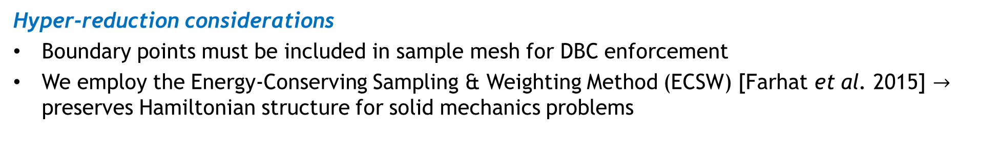 Hyper-reduction considerations
• Boundary points must be included in sample mesh for DBC enforcement
• We employ the Energy-Conserving Sampling & Weighting Method (ECSW) [Farhat et al. 2015] →
preserves Hamiltonian structure for solid mechanics problems